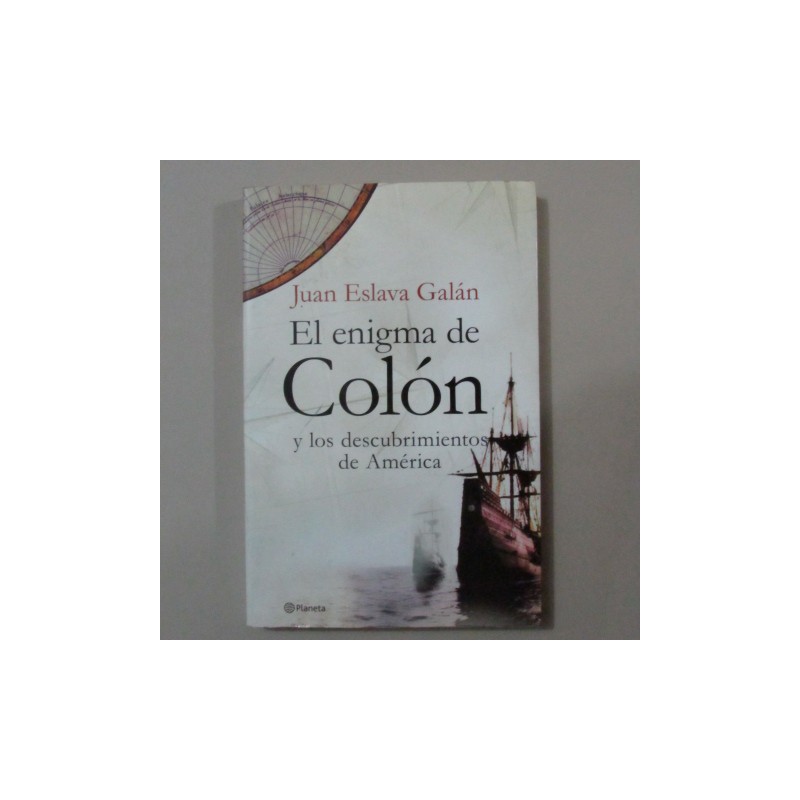 Juan Eslava Galán
El enigma de
Colón
y los descubrimientos
de América
Planeta